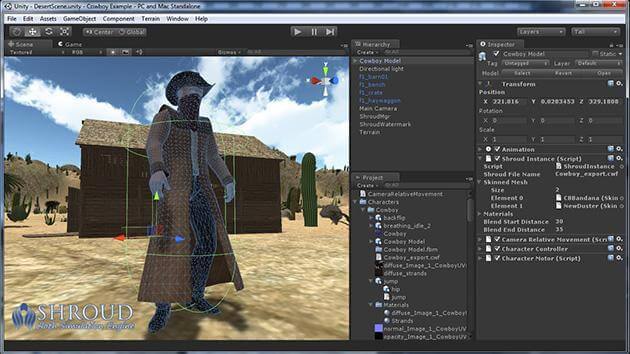 Unity - DesertScene.unity - Cowboy Example - PC and Mac Standalone
File Edit Assets GameObject Component Terrain Window Help
Center Global Layers Layout
Scene Game
Textured RGB
SHROUD
Cloth Simulation Engine
Hierarchy
Create All
Cowboy Model
Directional light
f1_barn01
f1_bench
f1_crate
f1_haywaggon
Main Camera
ShroudMgr
ShroudWatermark
Terrain
Project
Create
CameraRelativeMovement
Characters
Cowboy
backflip
breathing_idle_2
Cowboy
Cowboy Model
Cowboy Model.fbm
Cowboy_export.cwf
diffuse_Image_1_CowboyUV
diffuse_strands
jump
hip
jump
Materials
diffuse_Image_1_CowboyU
Strands
normal_Image_1_CowboyUV
opacity_Image_1_CowboyUV
Inspector
Cowboy Model Static
Tag Untagged Layer Default
Model Select Revert Open
Transform
Position
X 221.816 Y 0.0203453 Z 329.1808
Rotation
X 0 Y 0 Z 0
Scale
X 1 Y 1 Z 1
Animation
Shroud Instance (Script)
Script ShroudInstance
Shroud File Name Cowboy_export.cwf
Skinned Mesh
Size 2
Element 0 CBBandana (Skin
Element 1 NewDuster (Skin
Materials
Blend Start Distance 30
Blend End Distance 35
Camera Relative Movement (Scri
Character Controller
Character Motor (Script)